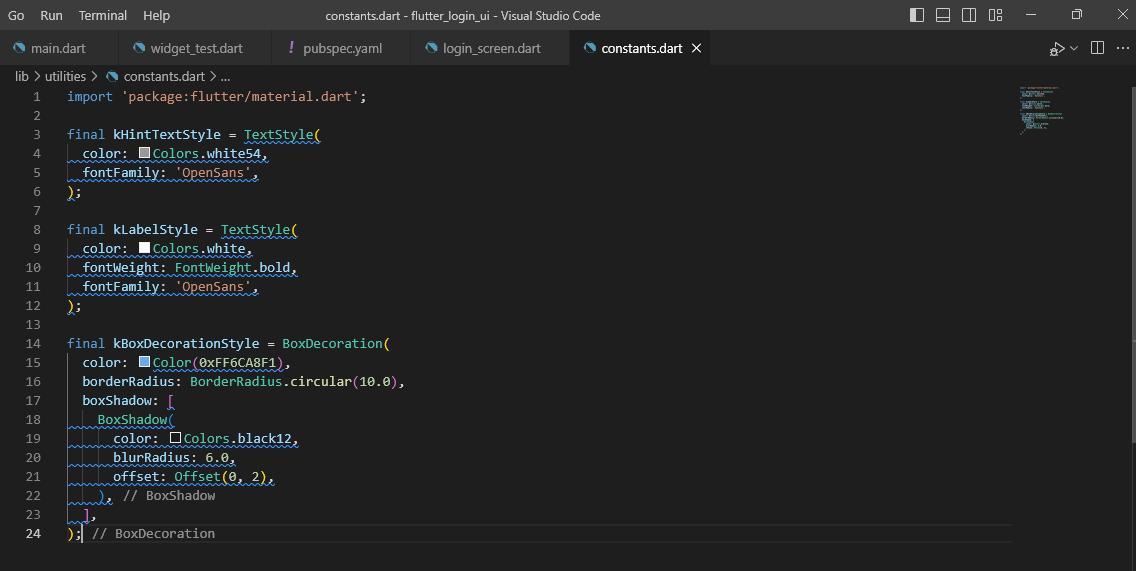 Go Run Terminal Help constants.dart - flutter_login_ui - Visual Studio Code
main.dart widget_test.dart ! pubspec.yaml login_screen.dart constants.dart
lib > utilities > constants.dart > ...
1 import 'package:flutter/material.dart';
2
3 final kHintTextStyle = TextStyle(
4   color: Colors.white54,
5   fontFamily: 'OpenSans',
6 );
7
8 final kLabelStyle = TextStyle(
9   color: Colors.white,
10   fontWeight: FontWeight.bold,
11   fontFamily: 'OpenSans',
12 );
13
14 final kBoxDecorationStyle = BoxDecoration(
15   color: Color(0xFF6CA8F1),
16   borderRadius: BorderRadius.circular(10.0),
17   boxShadow: [
18     BoxShadow(
19       color: Colors.black12,
20       blurRadius: 6.0,
21       offset: Offset(0, 2),
22     ), // BoxShadow
23   ],
24 ); // BoxDecoration